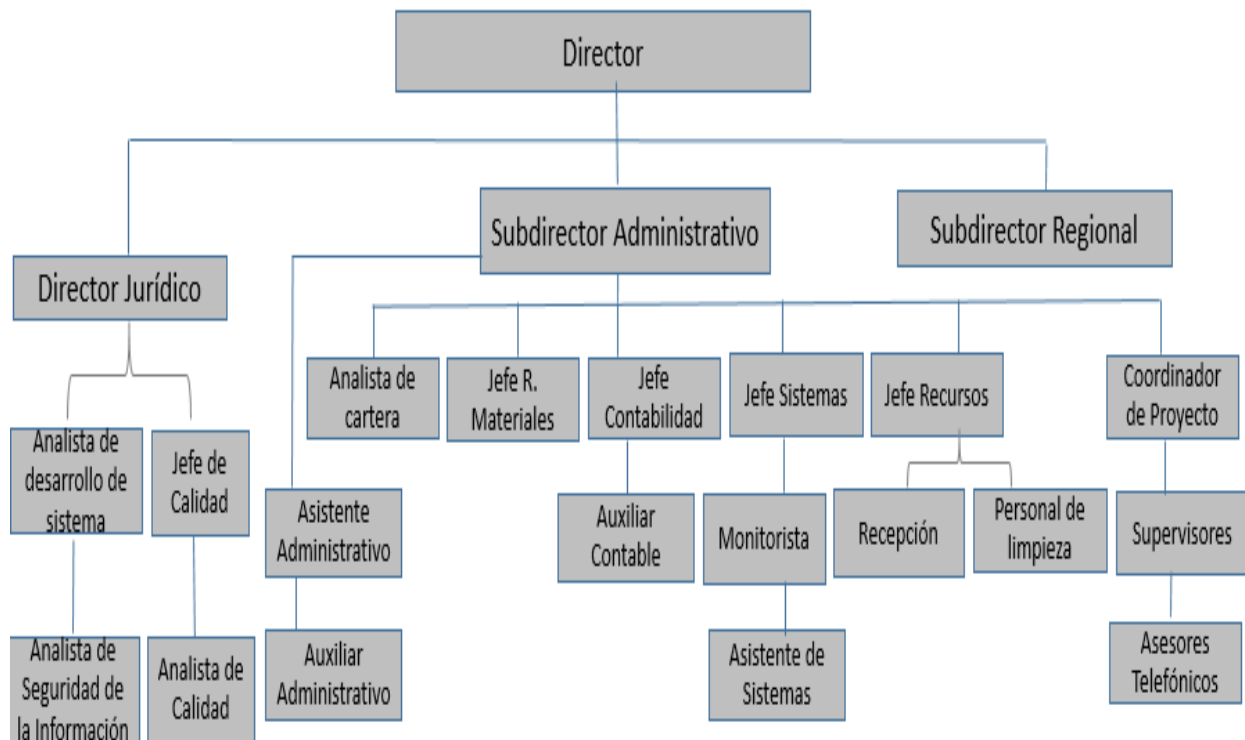 Director
Subdirector Administrativo
Subdirector Regional
Director Jurídico
Analista de
cartera
Jefe R.
Materiales
Jefe
Contabilidad
Jefe Sistemas
Jefe Recursos
Coordinador
de Proyecto
Analista de
desarrollo de
sistema
Jefe de
Calidad
Asistente
Administrativo
Auxiliar
Contable
Monitorista
Recepción
Personal de
limpieza
Supervisores
Analista de
Seguridad de
la Información
Analista de
Calidad
Auxiliar
Administrativo
Asistente de
Sistemas
Asesores
Telefónicos